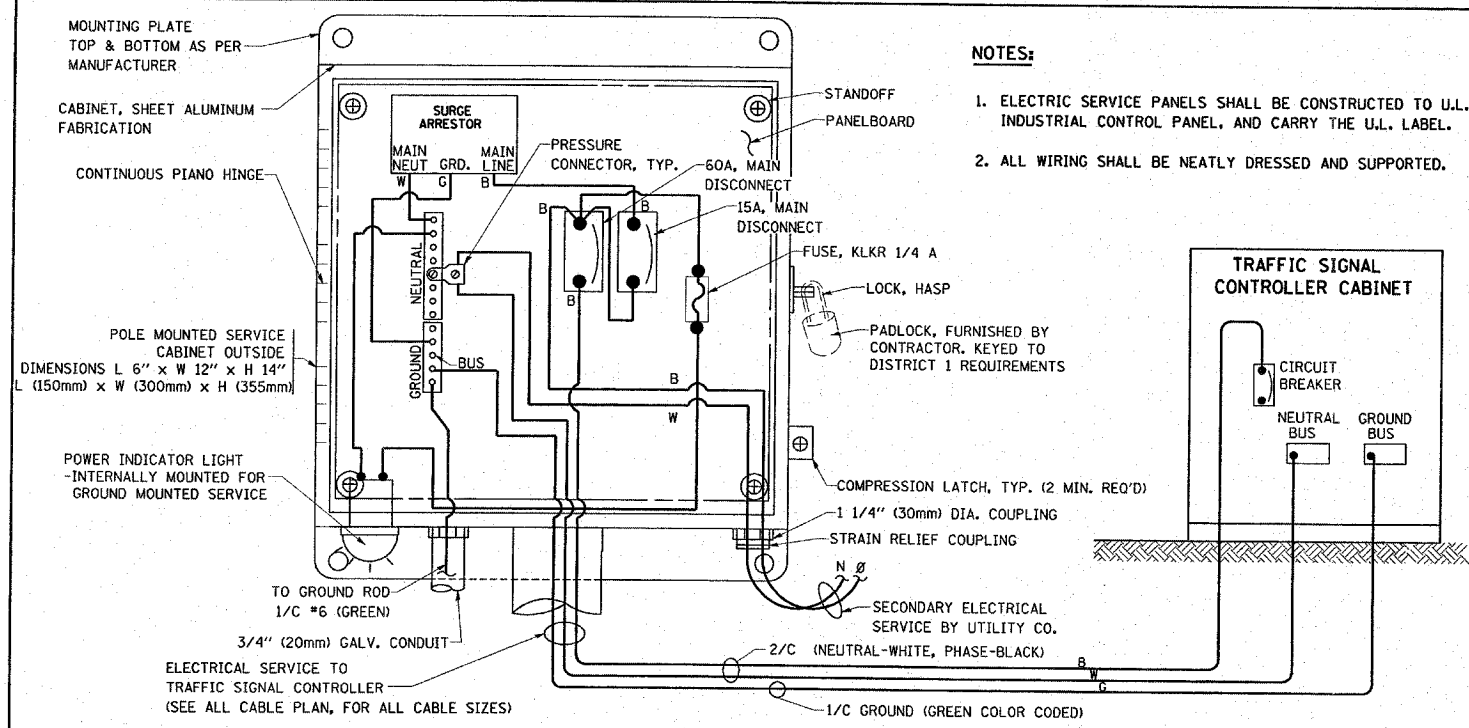 MOUNTING PLATE
TOP & BOTTOM AS PER
MANUFACTURER
CABINET, SHEET ALUMINUM
FABRICATION
CONTINUOUS PIANO HINGE
POLE MOUNTED SERVICE
CABINET OUTSIDE
DIMENSIONS L 6" x W 12" x H 14"
L (150mm) x W (300mm) x H (355mm)
POWER INDICATOR LIGHT
-INTERNALLY MOUNTED FOR
GROUND MOUNTED SERVICE
SURGE
ARRESTOR
MAIN
NEUT
GRD.
MAIN
LINE
W
G
B
NEUTRAL
GROUND
BUS
PRESSURE
CONNECTOR, TYP.
STANDOFF
PANELBOARD
60A, MAIN
DISCONNECT
15A, MAIN
DISCONNECT
B
B
B
FUSE, KLKR 1/4 A
LOCK, HASP
PADLOCK, FURNISHED BY
CONTRACTOR. KEYED TO
DISTRICT 1 REQUIREMENTS
B
W
COMPRESSION LATCH, TYP. (2 MIN. REQ'D)
1 1/4" (30mm) DIA. COUPLING
STRAIN RELIEF COUPLING
N Ø
SECONDARY ELECTRICAL
SERVICE BY UTILITY CO.
TO GROUND ROD
1/C #6 (GREEN)
3/4" (20mm) GALV. CONDUIT
ELECTRICAL SERVICE TO
TRAFFIC SIGNAL CONTROLLER
(SEE ALL CABLE PLAN, FOR ALL CABLE SIZES)
2/C (NEUTRAL-WHITE, PHASE-BLACK)
B
W
G
1/C GROUND (GREEN COLOR CODED)
NOTES:
1. ELECTRIC SERVICE PANELS SHALL BE CONSTRUCTED TO U.L.
INDUSTRIAL CONTROL PANEL, AND CARRY THE U.L. LABEL.
2. ALL WIRING SHALL BE NEATLY DRESSED AND SUPPORTED.
TRAFFIC SIGNAL
CONTROLLER CABINET
CIRCUIT
BREAKER
NEUTRAL
BUS
GROUND
BUS